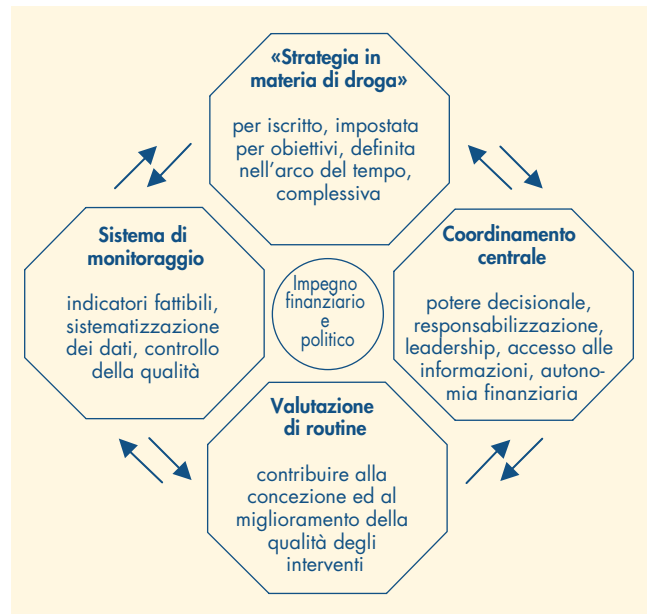 «Strategia in
materia di droga»
per iscritto, impostata
per obiettivi, definita
nell'arco del tempo,
complessiva
Sistema di
monitoraggio
indicatori fattibili,
sistematizzazione
dei dati, controllo
della qualità
Impegno
finanziario
e
politico
Coordinamento
centrale
potere decisionale,
responsabilizzazione,
leadership, accesso alle
informazioni, autono-
mia finanziaria
Valutazione
di routine
contribuire alla
concezione ed al
miglioramento della
qualità degli
interventi